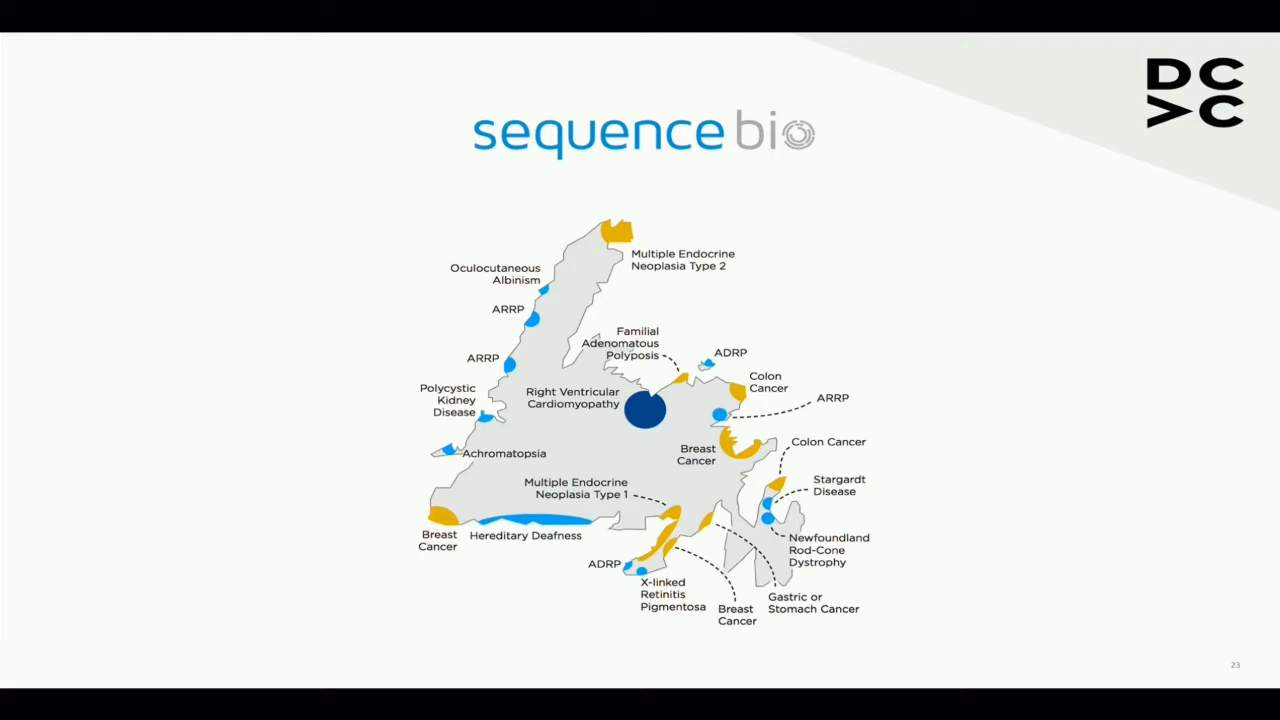 DC
VC
sequence bio
Multiple Endocrine
Neoplasia Type 2
Oculocutaneous
Albinism
ARRP
Familial
Adenomatous
Polyposis
ADRP
ARRP
Colon
Cancer
Polycystic
Kidney
Disease
Right Ventricular
Cardiomyopathy
ARRP
Colon Cancer
Breast
Cancer
Achromatopsia
Stargardt
Disease
Multiple Endocrine
Neoplasia Type 1
Breast
Cancer
Hereditary Deafness
Newfoundland
Rod-Cone
Dystrophy
ADRP
X-linked
Retinitis
Pigmentosa
Breast
Cancer
Gastric or
Stomach Cancer
23